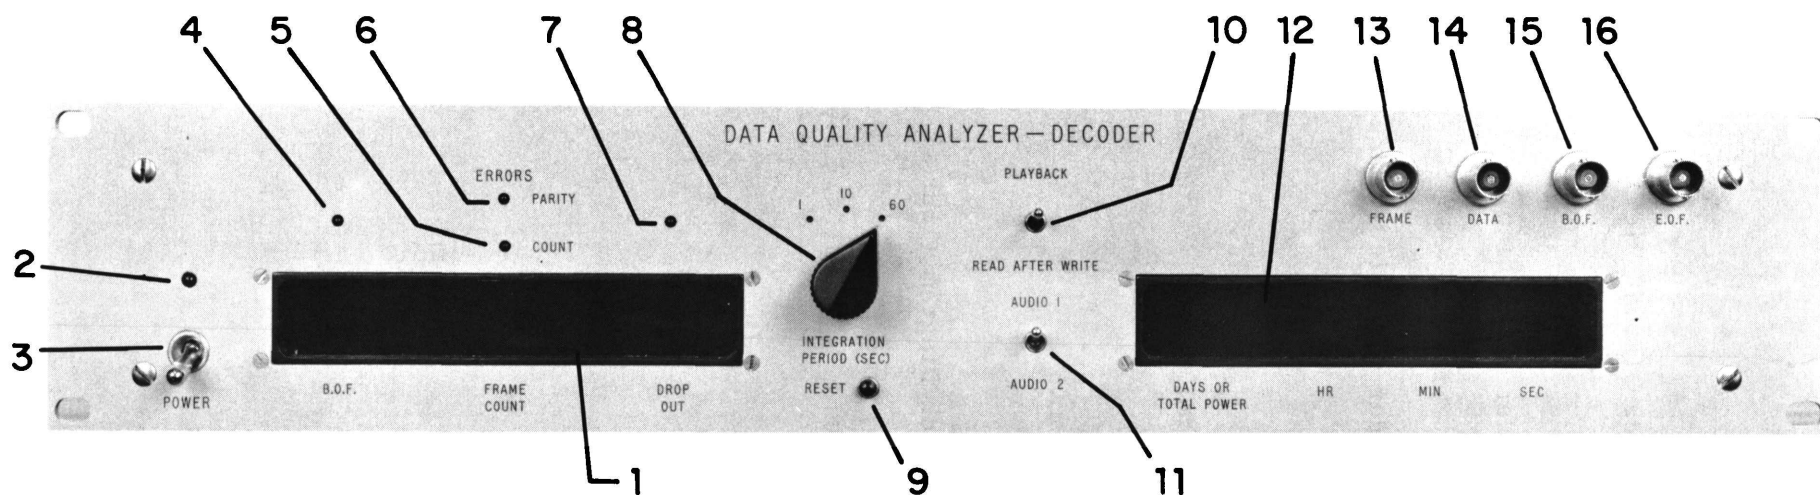 4 5 6 7 8 10 12 13 14 15 16
DATA QUALITY ANALYZER — DECODER
ERRORS
PARITY
COUNT
1 10 60
PLAYBACK
READ AFTER WRITE
AUDIO 1
AUDIO 2
FRAME DATA B.O.F. E.O.F.
2
3
POWER
B.O.F.
FRAME
COUNT
DROP
OUT
INTEGRATION
PERIOD (SEC)
RESET
DAYS OR
TOTAL POWER
HR MIN SEC
1 9 11